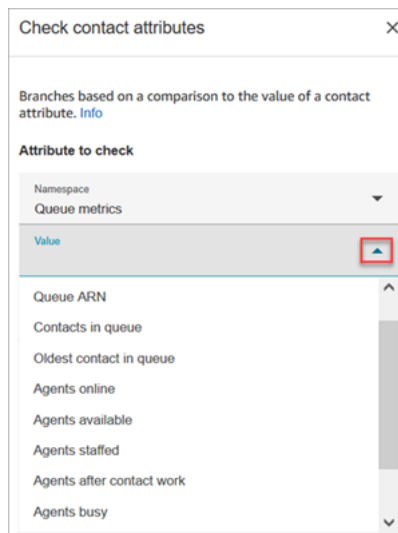 Check contact attributes
Branches based on a comparison to the value of a contact
attribute. Info
Attribute to check
Namespace
Queue metrics
Value
Queue ARN
Contacts in queue
Oldest contact in queue
Agents online
Agents available
Agents staffed
Agents after contact work
Agents busy